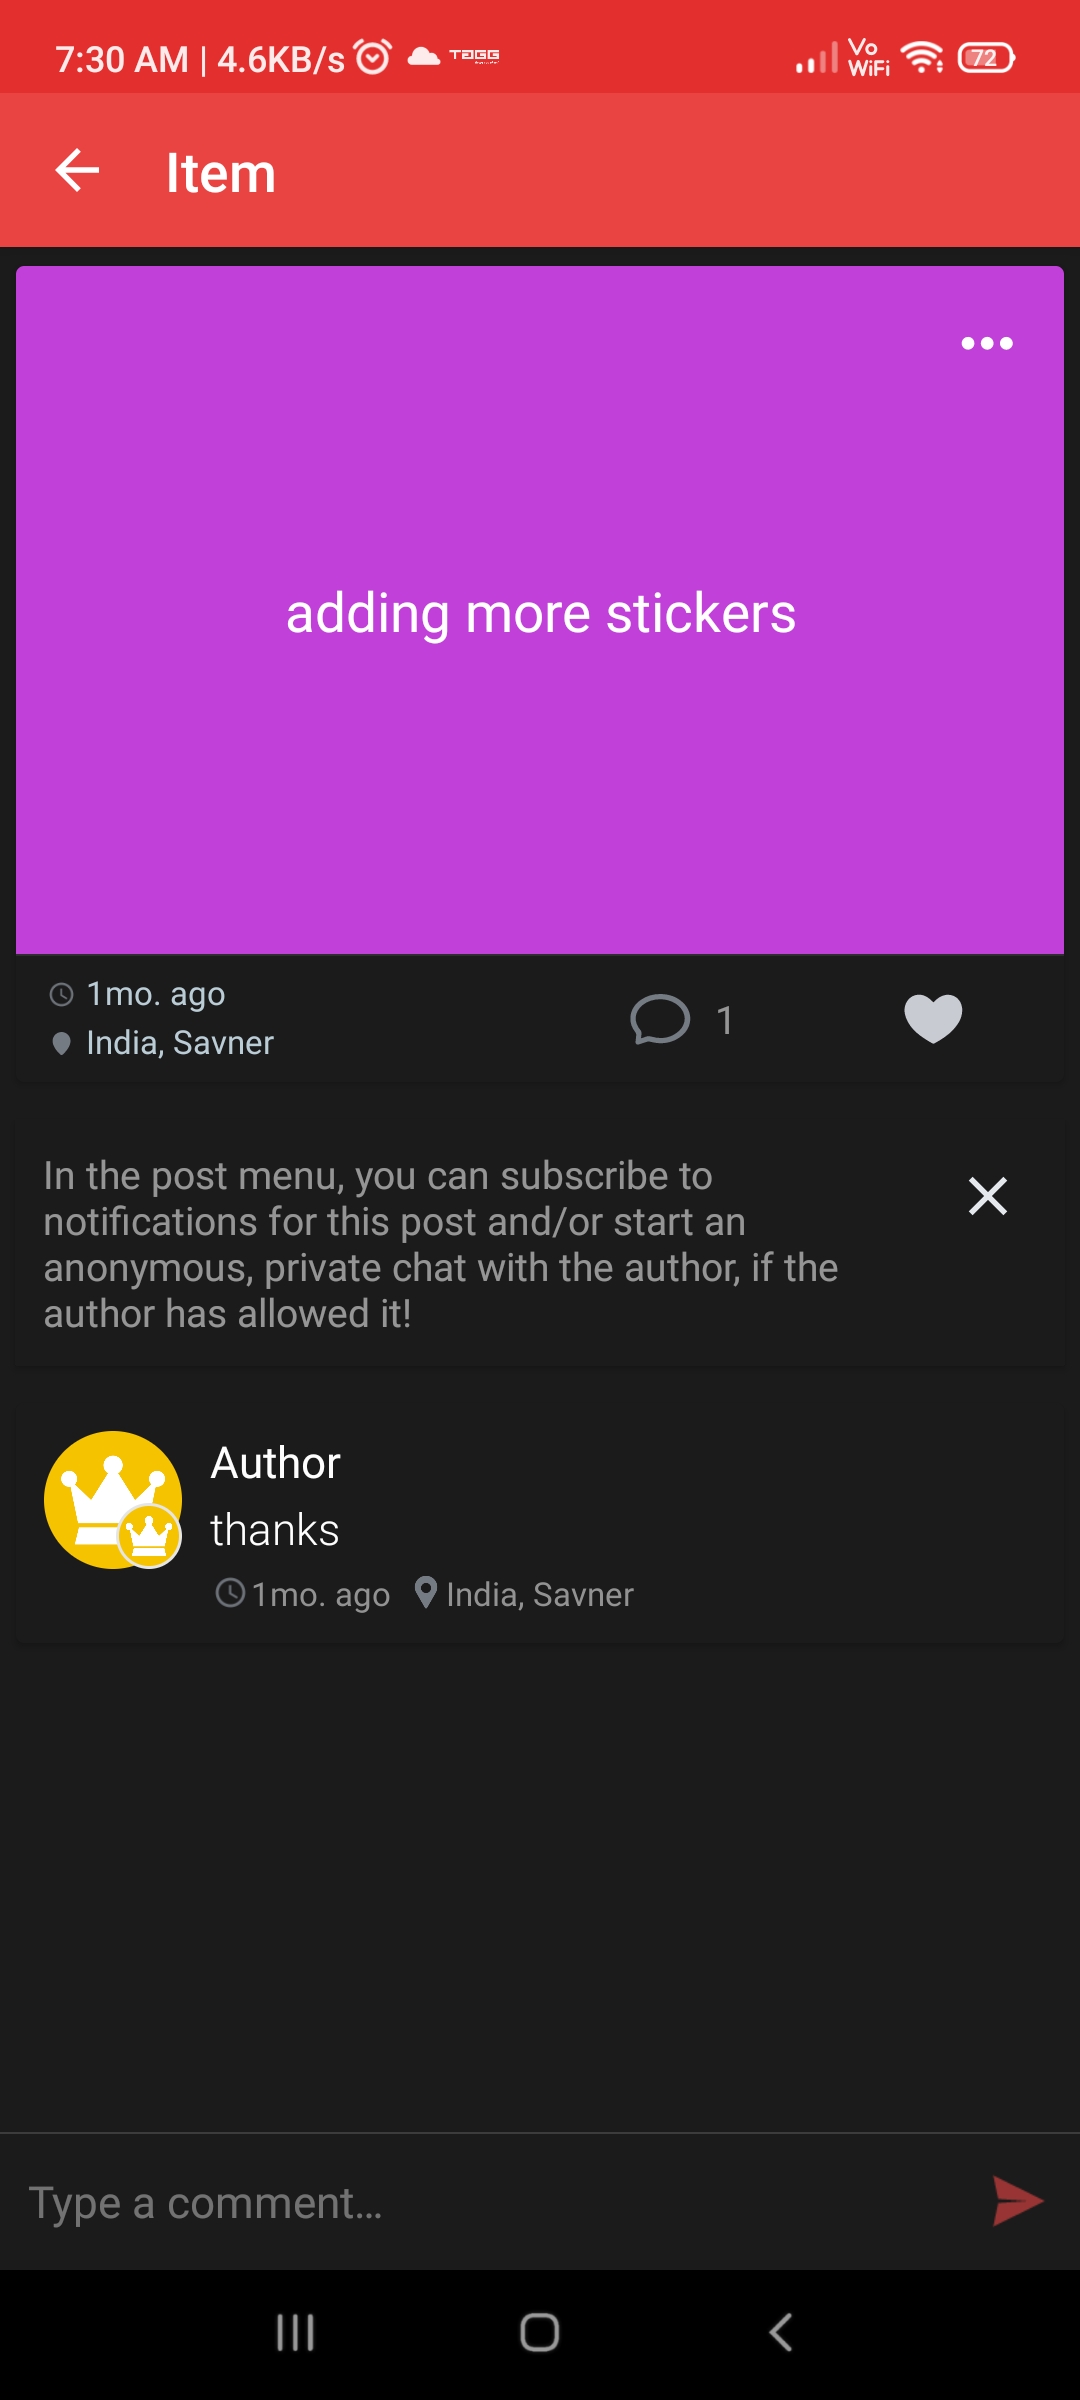 7:30 AM | 4.6KB/s
Vo
WiFi
72
Item
adding more stickers
1mo. ago
India, Savner
1
In the post menu, you can subscribe to
notifications for this post and/or start an
anonymous, private chat with the author, if the
author has allowed it!
Author
thanks
1mo. ago India, Savner
Type a comment...